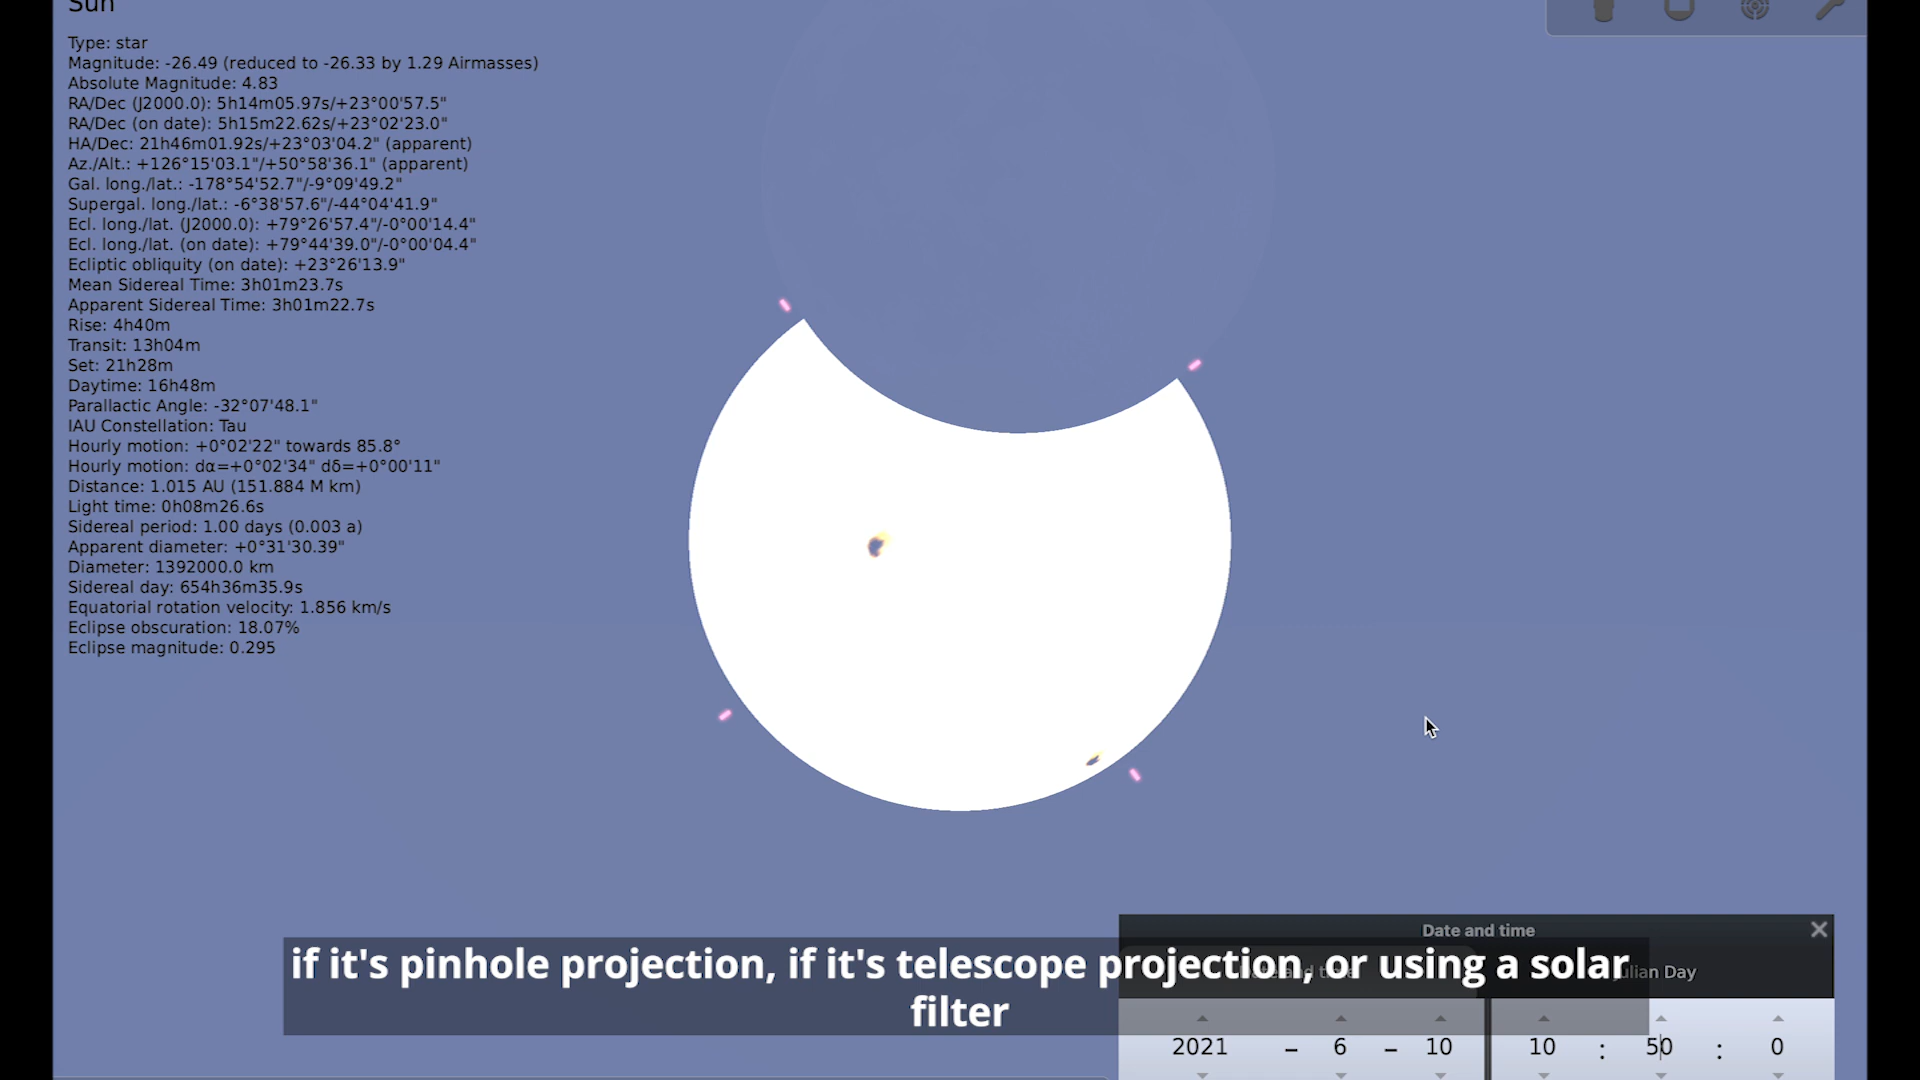 Sun
Type: star
Magnitude: -26.49 (reduced to -26.33 by 1.29 Airmasses)
Absolute Magnitude: 4.83
RA/Dec (J2000.0): 5h14m05.97s/+23°00'57.5"
RA/Dec (on date): 5h15m22.62s/+23°02'23.0"
HA/Dec: 21h46m01.92s/+23°03'04.2" (apparent)
Az./Alt.: +126°15'03.1"/+50°58'36.1" (apparent)
Gal. long./lat.: -178°54'52.7"/-9°09'49.2"
Supergal. long./lat.: -6°38'57.6"/-44°04'41.9"
Ecl. long./lat. (J2000.0): +79°26'57.4"/-0°00'14.4"
Ecl. long./lat. (on date): +79°44'39.0"/-0°00'04.4"
Ecliptic obliquity (on date): +23°26'13.9"
Mean Sidereal Time: 3h01m23.7s
Apparent Sidereal Time: 3h01m22.7s
Rise: 4h40m
Transit: 13h04m
Set: 21h28m
Daytime: 16h48m
Parallactic Angle: -32°07'48.1"
IAU Constellation: Tau
Hourly motion: +0°02'22" towards 85.8°
Hourly motion: dα=+0°02'34" dδ=+0°00'11"
Distance: 1.015 AU (151.884 M km)
Light time: 0h08m26.6s
Sidereal period: 1.00 days (0.003 a)
Apparent diameter: +0°31'30.39"
Diameter: 1392000.0 km
Sidereal day: 654h36m35.9s
Equatorial rotation velocity: 1.856 km/s
Eclipse obscuration: 18.07%
Eclipse magnitude: 0.295
Date and time
if it's pinhole projection, if it's telescope projection, or using a solar
filter
Day
2021 – 6 – 10 10 : 50 : 0